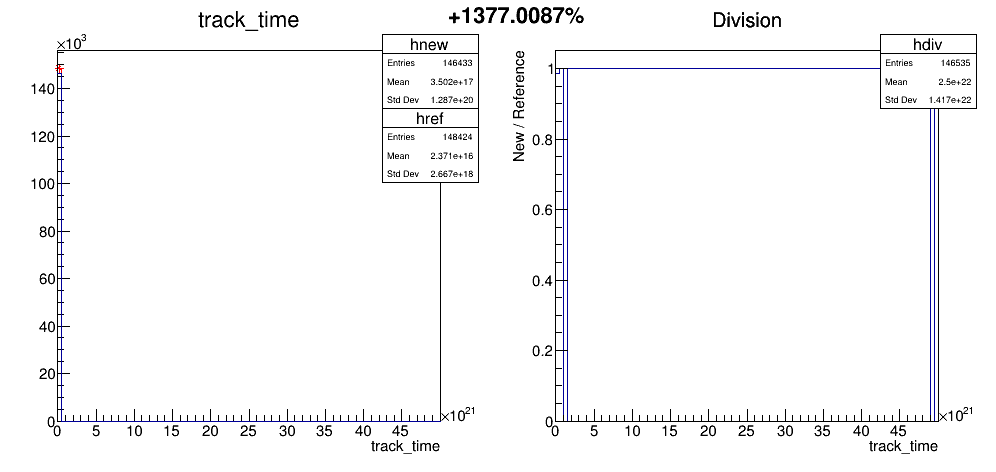 +1377.0087%
track_time
×10³
hnew
Entries 146433
Mean 3.502e+17
Std Dev 1.287e+20
href
Entries 148424
Mean 2.371e+16
Std Dev 2.667e+18
140
120
100
80
60
40
20
0
0 5 10 15 20 25 30 35 40 45 ×10²¹
track_time
Division
hdiv
Entries 146535
Mean 2.5e+22
Std Dev 1.417e+22
New / Reference
1
0.8
0.6
0.4
0.2
0
0 5 10 15 20 25 30 35 40 45 ×10²¹
track_time